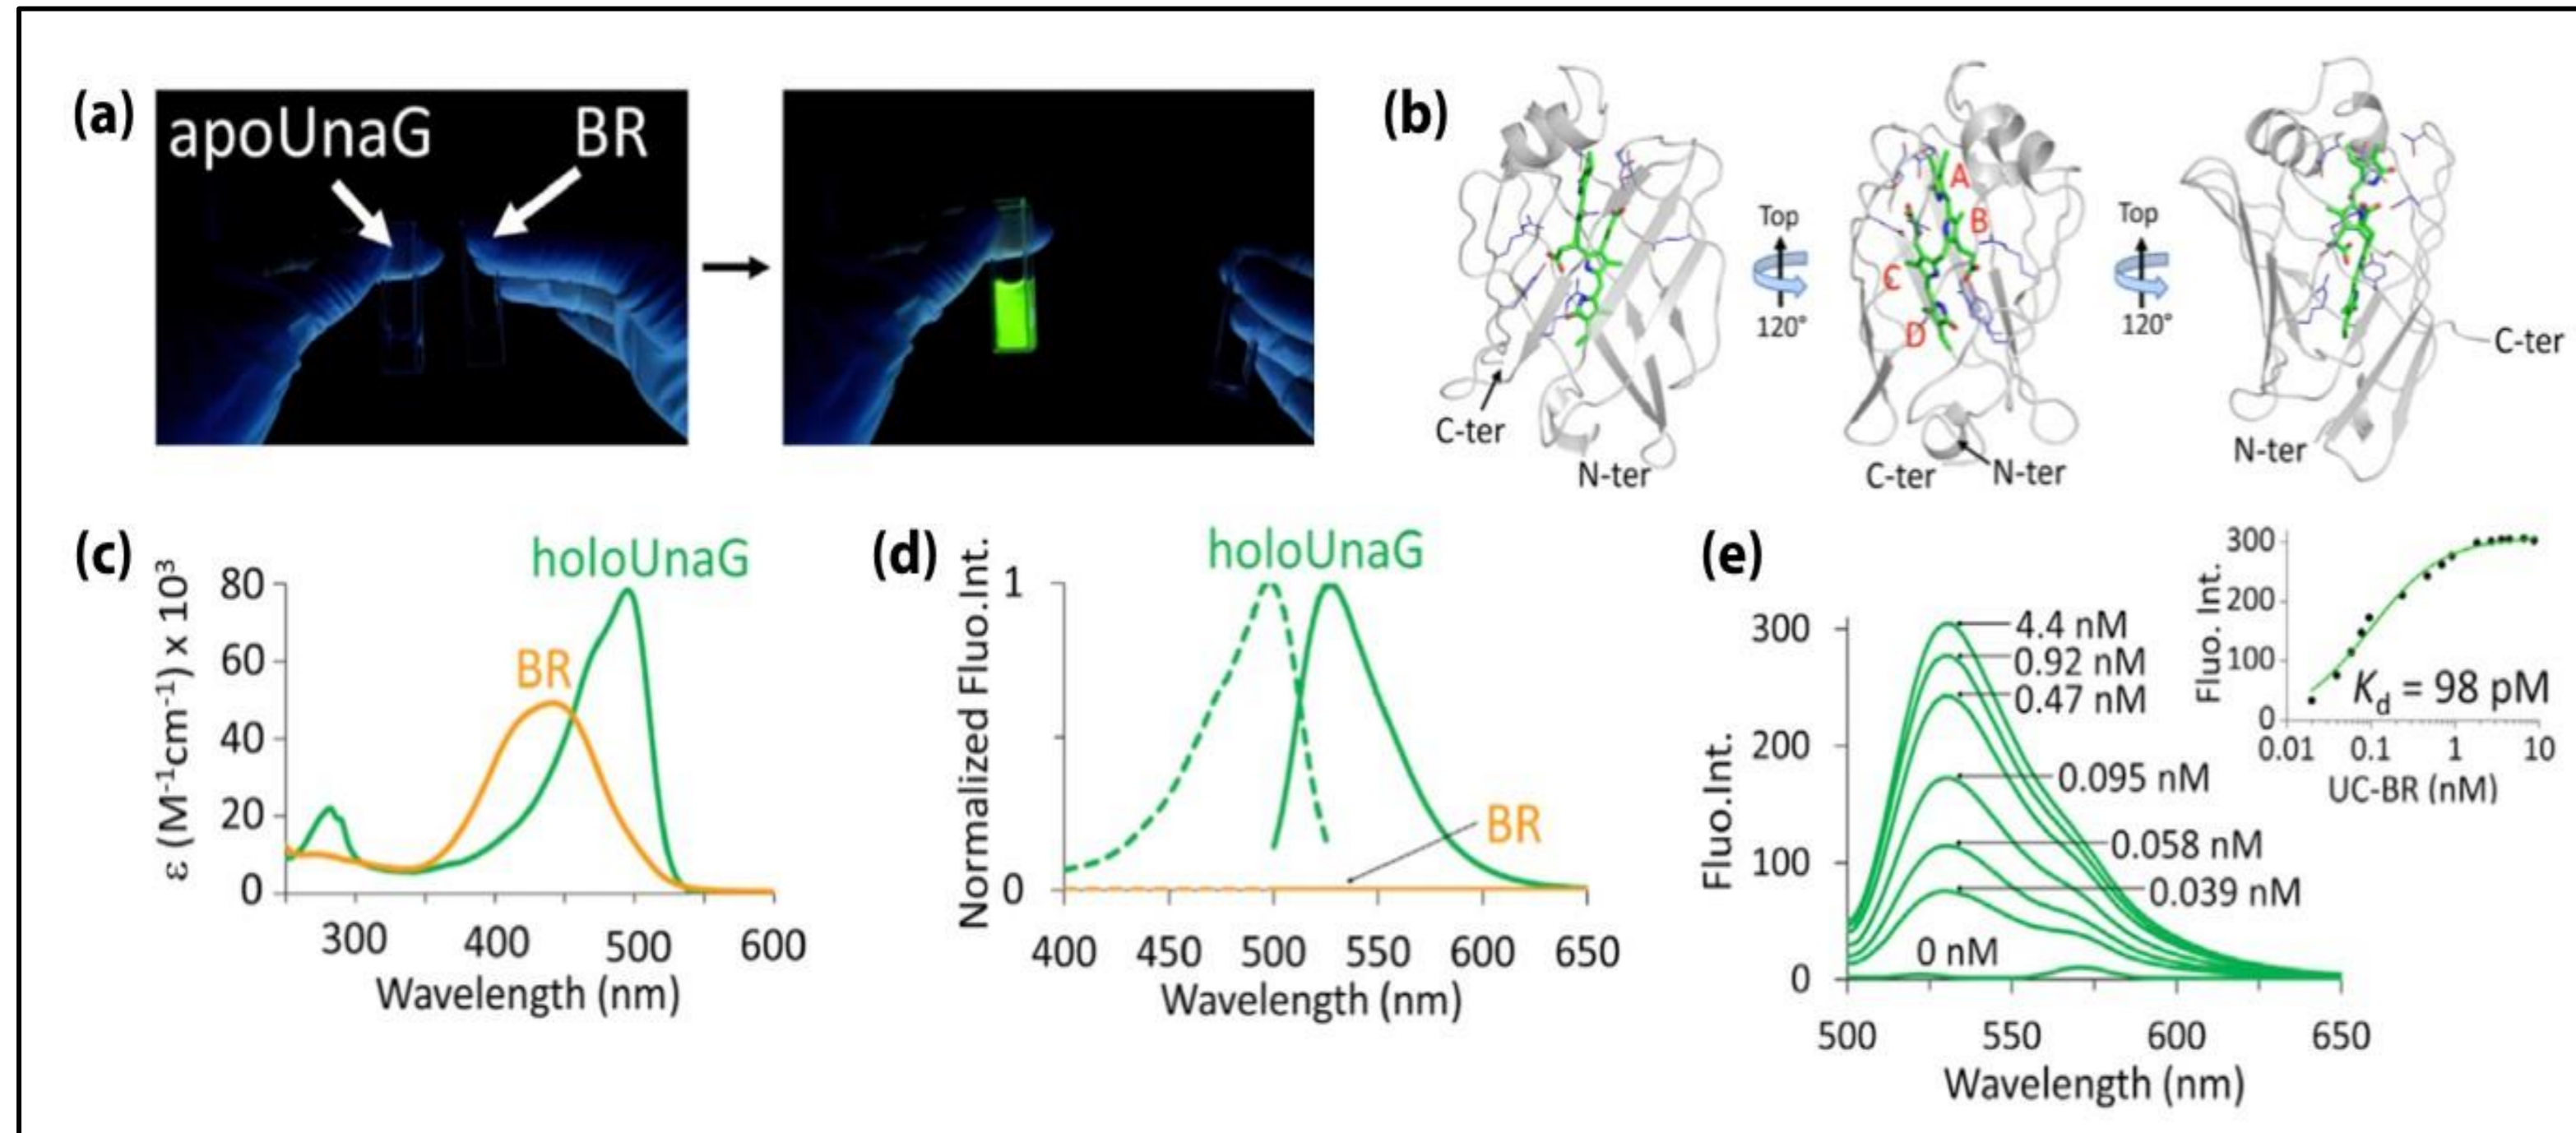 (a)
apoUnaG
BR
(b)
A
B
C
D
Top
120°
Top
120°
C-ter
N-ter
C-ter
N-ter
N-ter
C-ter
(c)
holoUnaG
BR
ε (M⁻¹cm⁻¹) x 10³
80
60
40
20
0
300 400 500 600
Wavelength (nm)
(d)
holoUnaG
BR
Normalized Fluo.Int.
1
0
400 450 500 550 600 650
Wavelength (nm)
(e)
Fluo.Int.
300
200
100
0
4.4 nM
0.92 nM
0.47 nM
0.095 nM
0.058 nM
0.039 nM
0 nM
500 550 600 650
Wavelength (nm)
Fluo. Int.
300
200
100
0
Kd = 98 pM
0.01 0.1 1 10
UC-BR (nM)